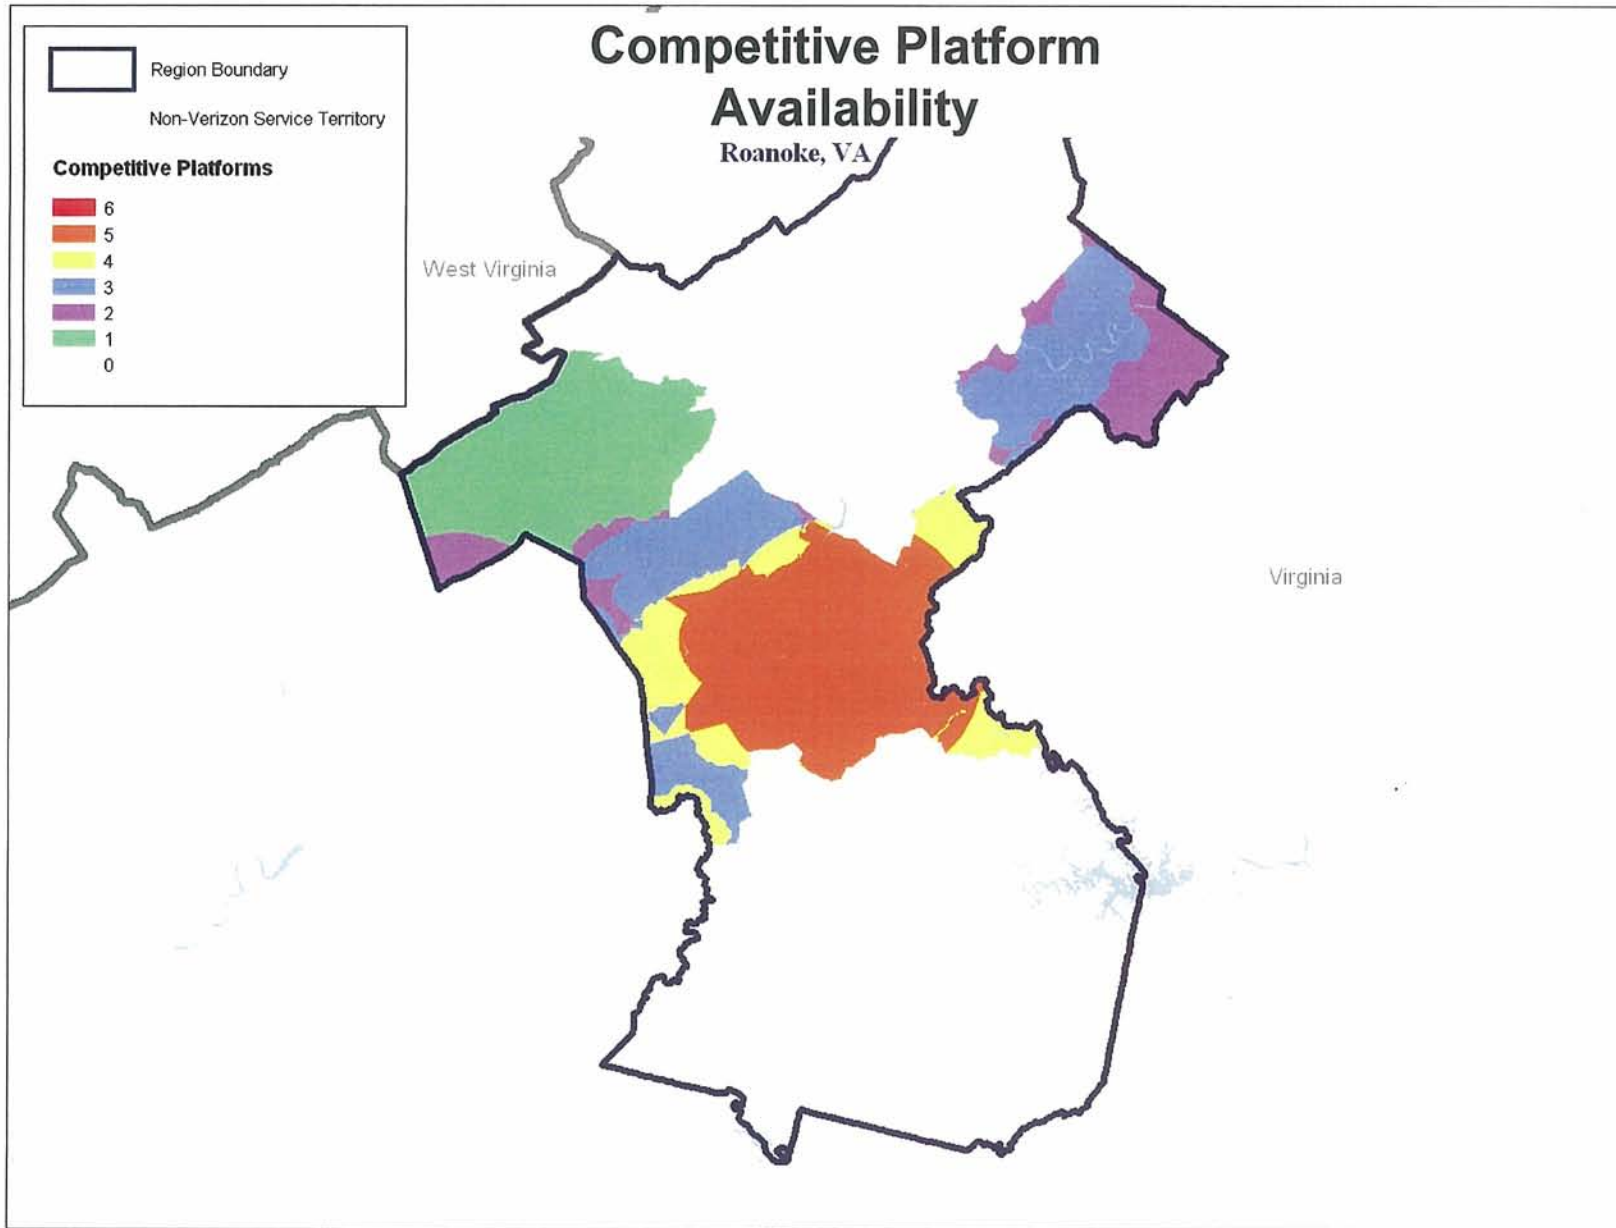 Competitive Platform
Availability
Roanoke, VA
Region Boundary
Non-Verizon Service Territory
Competitive Platforms
6
5
4
3
2
1
0
West Virginia
Virginia